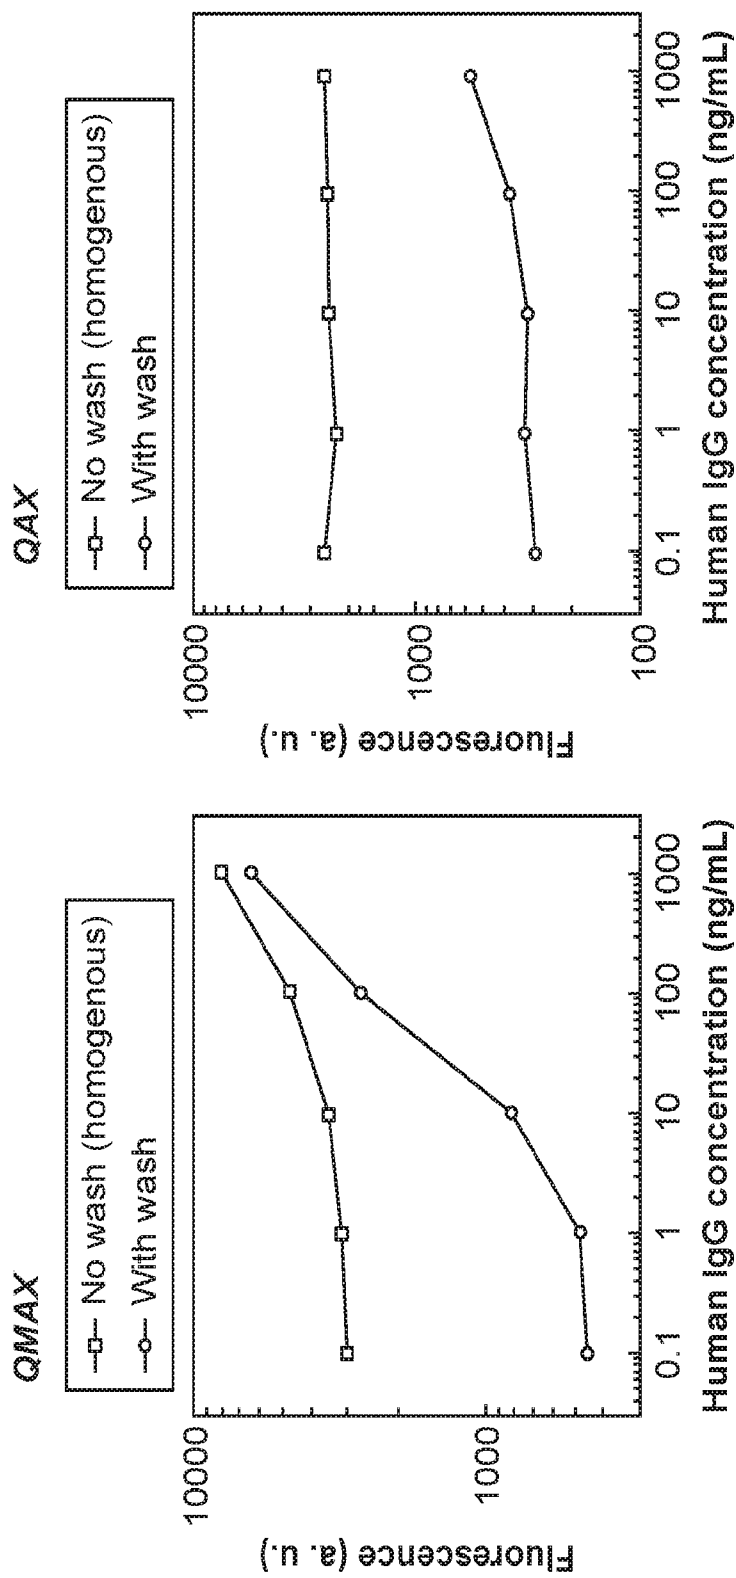 QMAX
No wash (homogenous)
With wash
Fluorescence (a. u.)
10000
1000
0.1
1
10
100
1000
Human IgG concentration (ng/mL)
QAX
No wash (homogenous)
With wash
Fluorescence (a. u.)
10000
1000
100
0.1
1
10
100
1000
Human IgG concentration (ng/mL)